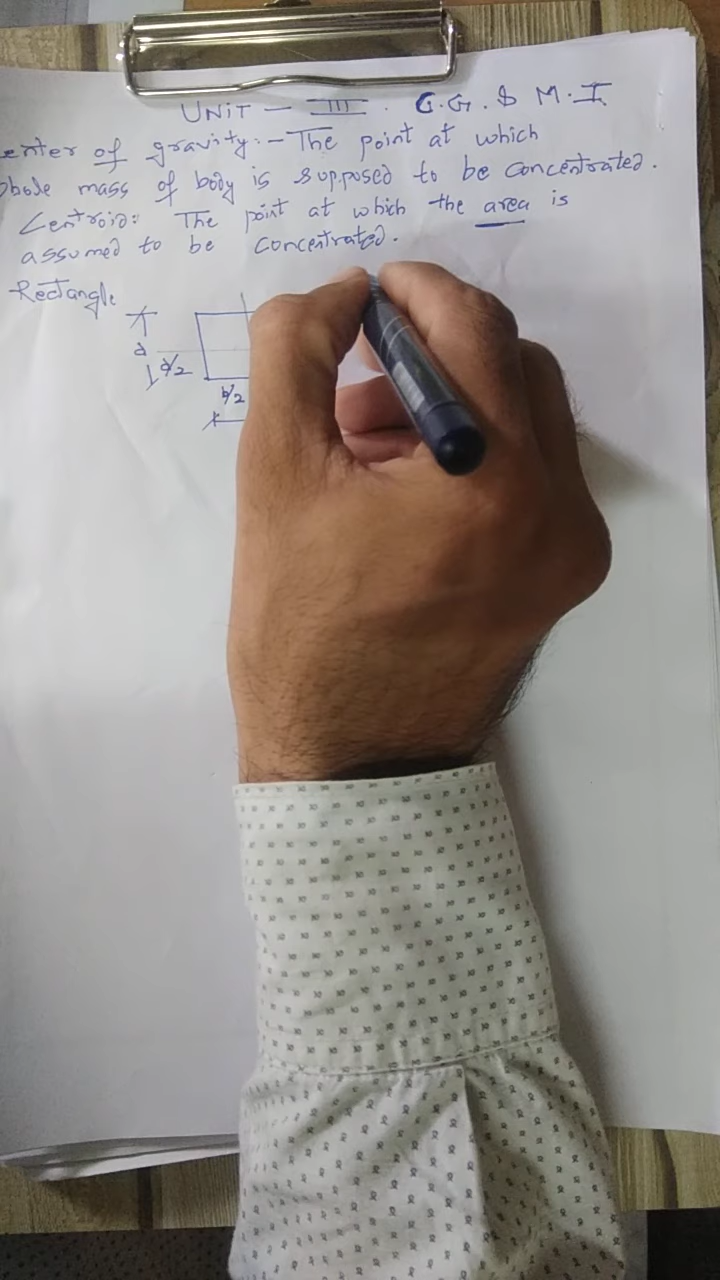 UNIT - III. C.G. & M.I
enter of gravity:- The point at which
whole mass of body is supposed to be concentrated.
Centroid: The point at which the area is
assumed to be concentrated.
Rectangle
d
d/2
b/2